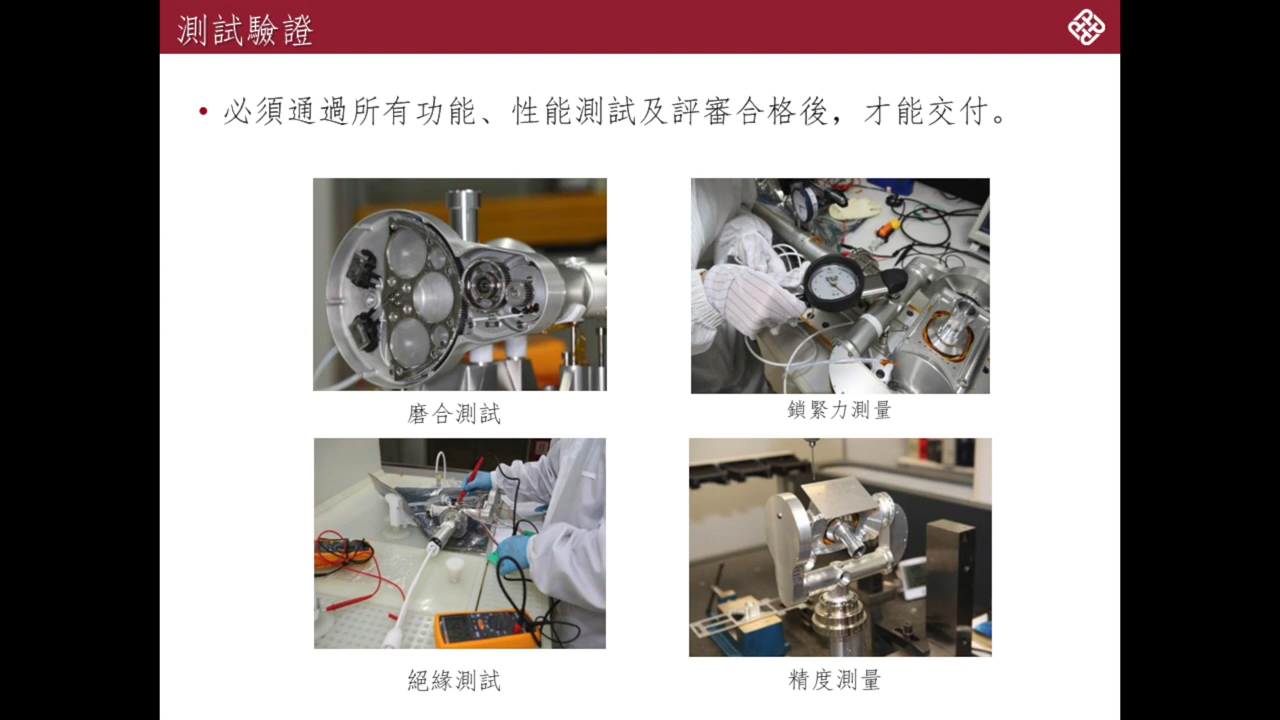 測試驗證
• 必須通過所有功能、性能測試及評審合格後，才能交付。
磨合測試
鎖緊力測量
絕緣測試
精度測量